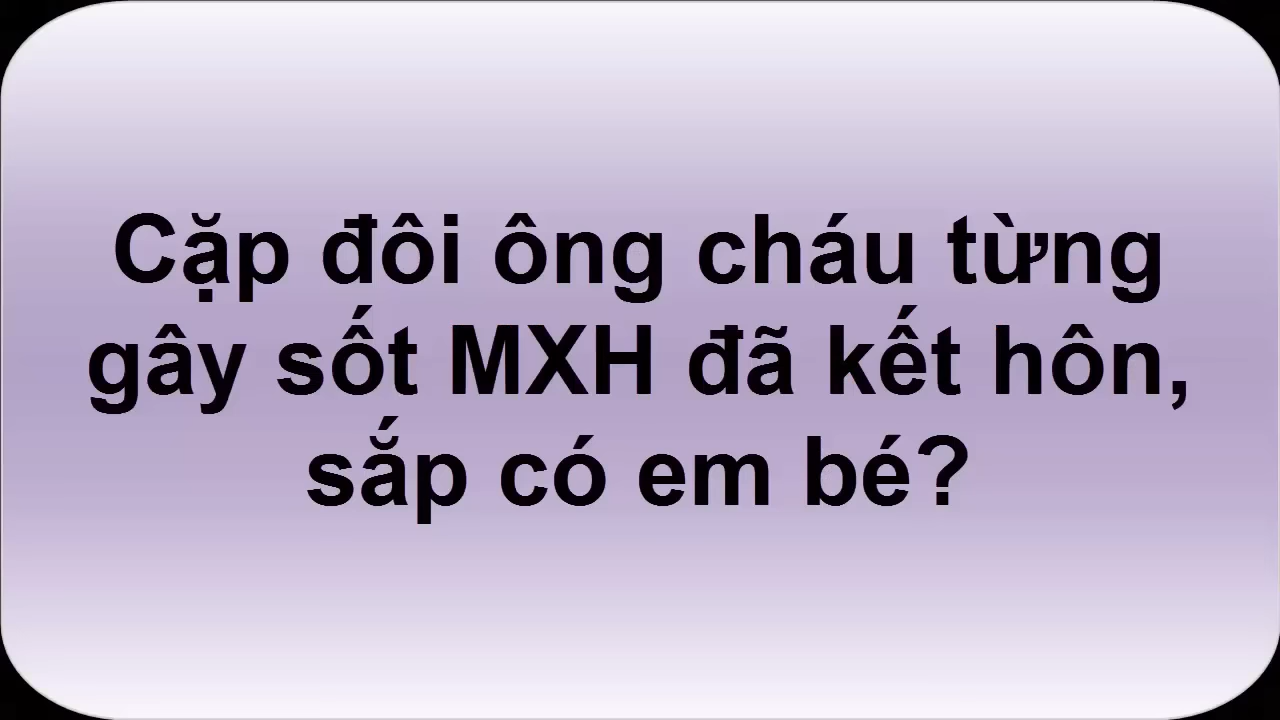 Cặp đôi ông cháu từng
gây sốt MXH đã kết hôn,
sắp có em bé?